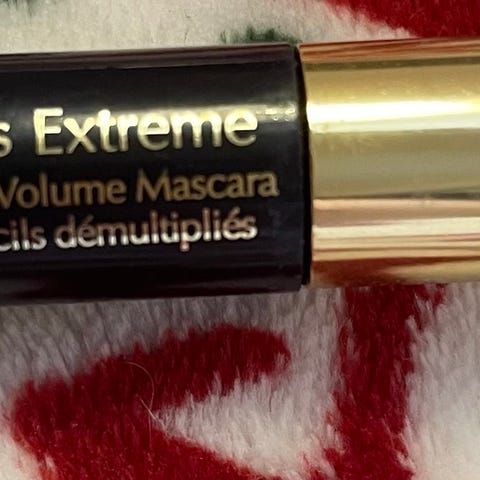 s Extreme
Volume Mascara
cils démultipliés